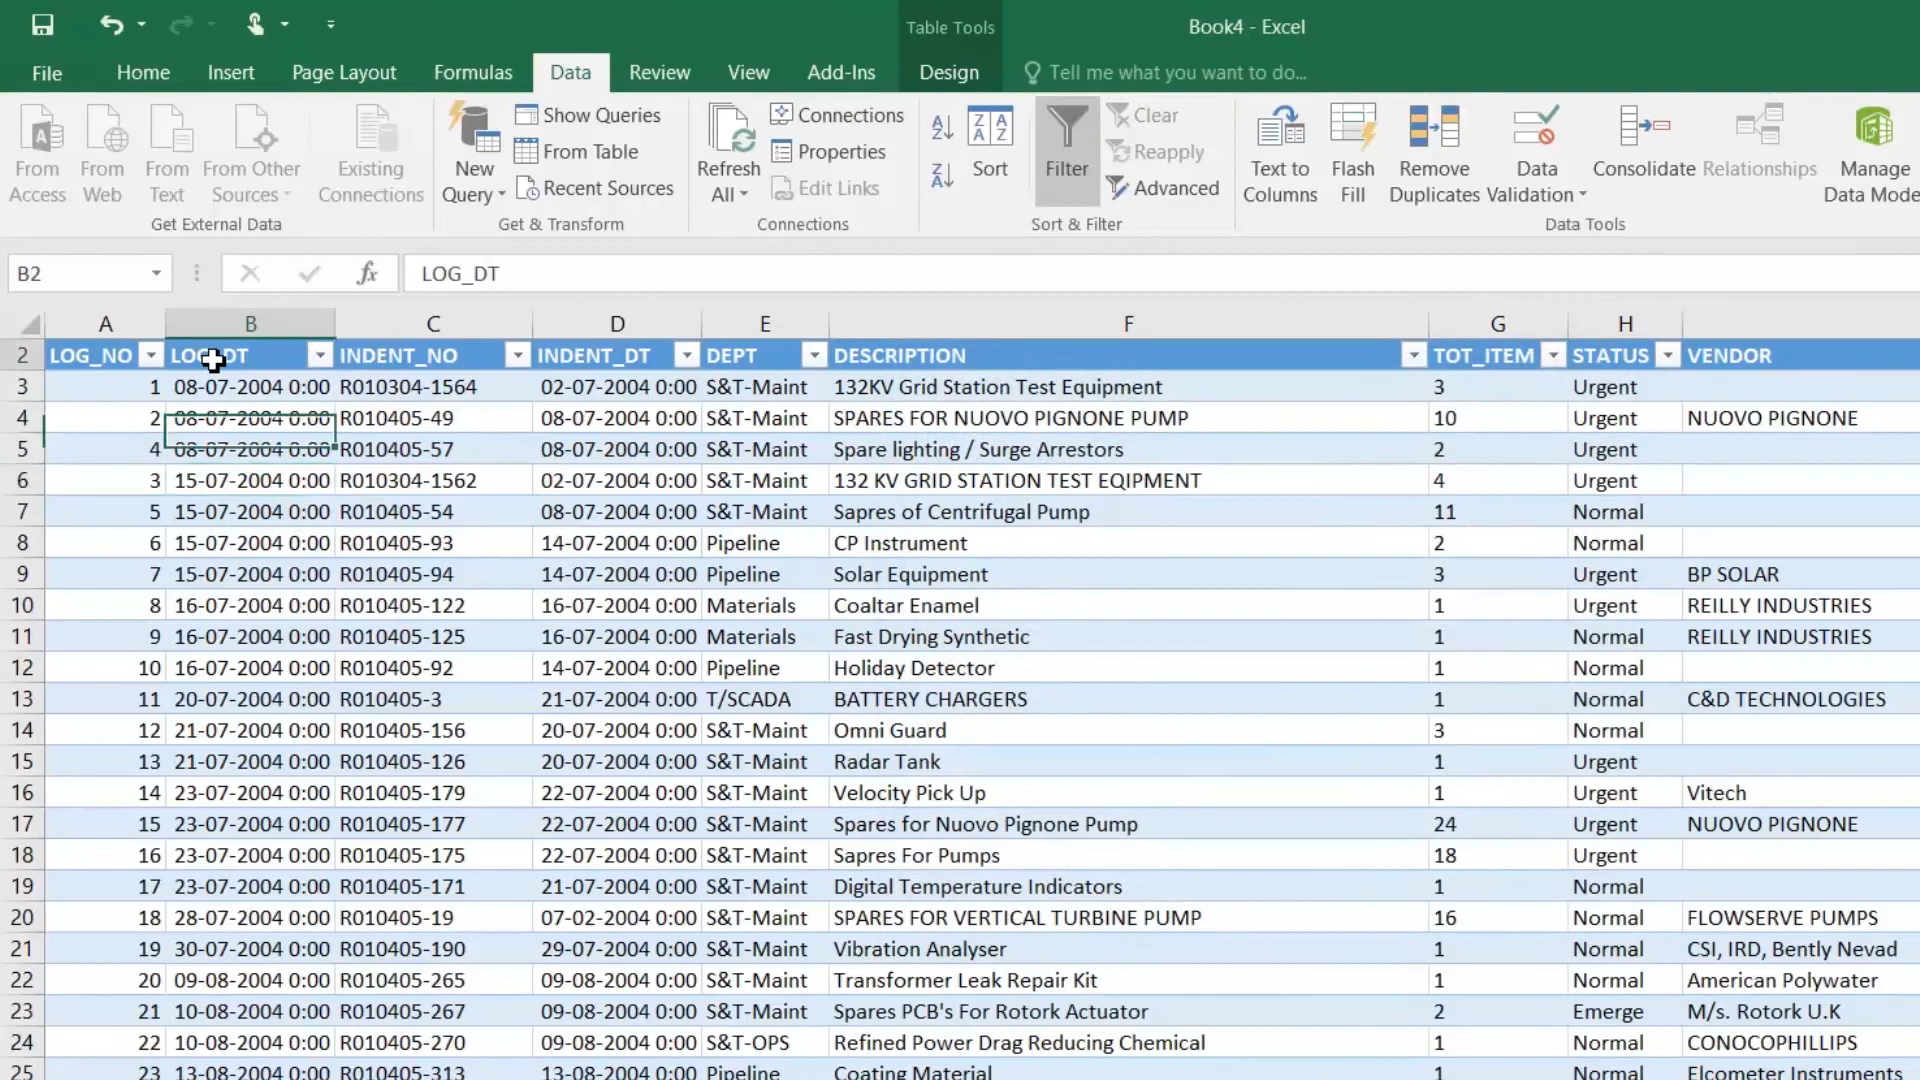 Table Tools
Book4 - Excel
File Home Insert Page Layout Formulas Data Review View Add-Ins Design Tell me what you want to do...
From Access
From Web
From Text
From Other Sources
Existing Connections
Get External Data
New Query
Show Queries
From Table
Recent Sources
Get & Transform
Refresh All
Connections
Properties
Edit Links
Connections
Sort
Filter
Clear
Reapply
Advanced
Sort & Filter
Text to Columns
Flash Fill
Remove Duplicates
Data Validation
Consolidate
Relationships
Manage
Data Mode
Data Tools
B2 fx LOG_DT
A B C D E F G H
2 LOG_NO INDENT_NO INDENT_DT DEPT DESCRIPTION TOT_ITEM STATUS VENDOR
3 1 08-07-2004 0:00 R010304-1564 02-07-2004 0:00 S&T-Maint 132KV Grid Station Test Equipment 3 Urgent
4 2 08-07-2004 0:00 R010405-49 08-07-2004 0:00 S&T-Maint SPARES FOR NUOVO PIGNONE PUMP 10 Urgent NUOVO PIGNONE
5 4 08-07-2004 0:00 R010405-57 08-07-2004 0:00 S&T-Maint Spare lighting / Surge Arrestors 2 Urgent
6 3 15-07-2004 0:00 R010304-1562 02-07-2004 0:00 S&T-Maint 132 KV GRID STATION TEST EQIPMENT 4 Urgent
7 5 15-07-2004 0:00 R010405-54 08-07-2004 0:00 S&T-Maint Sapres of Centrifugal Pump 11 Normal
8 6 15-07-2004 0:00 R010405-93 14-07-2004 0:00 Pipeline CP Instrument 2 Normal
9 7 15-07-2004 0:00 R010405-94 14-07-2004 0:00 Pipeline Solar Equipment 3 Urgent BP SOLAR
10 8 16-07-2004 0:00 R010405-122 16-07-2004 0:00 Materials Coaltar Enamel 1 Urgent REILLY INDUSTRIES
11 9 16-07-2004 0:00 R010405-125 16-07-2004 0:00 Materials Fast Drying Synthetic 1 Normal REILLY INDUSTRIES
12 10 16-07-2004 0:00 R010405-92 14-07-2004 0:00 Pipeline Holiday Detector 1 Normal
13 11 20-07-2004 0:00 R010405-3 21-07-2004 0:00 T/SCADA BATTERY CHARGERS 1 Normal C&D TECHNOLOGIES
14 12 21-07-2004 0:00 R010405-156 20-07-2004 0:00 S&T-Maint Omni Guard 3 Normal
15 13 21-07-2004 0:00 R010405-126 20-07-2004 0:00 S&T-Maint Radar Tank 1 Urgent
16 14 23-07-2004 0:00 R010405-179 22-07-2004 0:00 S&T-Maint Velocity Pick Up 1 Urgent Vitech
17 15 23-07-2004 0:00 R010405-177 22-07-2004 0:00 S&T-Maint Spares for Nuovo Pignone Pump 24 Urgent NUOVO PIGNONE
18 16 23-07-2004 0:00 R010405-175 22-07-2004 0:00 S&T-Maint Sapres For Pumps 18 Urgent
19 17 23-07-2004 0:00 R010405-171 21-07-2004 0:00 S&T-Maint Digital Temperature Indicators 1 Normal
20 18 28-07-2004 0:00 R010405-19 07-02-2004 0:00 S&T-Maint SPARES FOR VERTICAL TURBINE PUMP 16 Normal FLOWSERVE PUMPS
21 19 30-07-2004 0:00 R010405-190 29-07-2004 0:00 S&T-Maint Vibration Analyser 1 Normal CSI, IRD, Bently Nevad
22 20 09-08-2004 0:00 R010405-265 09-08-2004 0:00 S&T-Maint Transformer Leak Repair Kit 1 Normal American Polywater
23 21 10-08-2004 0:00 R010405-267 09-08-2004 0:00 S&T-Maint Spares PCB's For Rotork Actuator 2 Emerge M/s. Rotork U.K
24 22 10-08-2004 0:00 R010405-270 09-08-2004 0:00 S&T-OPS Refined Power Drag Reducing Chemical 1 Normal CONOCOPHILLIPS
25 23 13-08-2004 0:00 R010405-313 13-08-2004 0:00 Pipeline Coating Material 1 Normal Elcometer Instruments